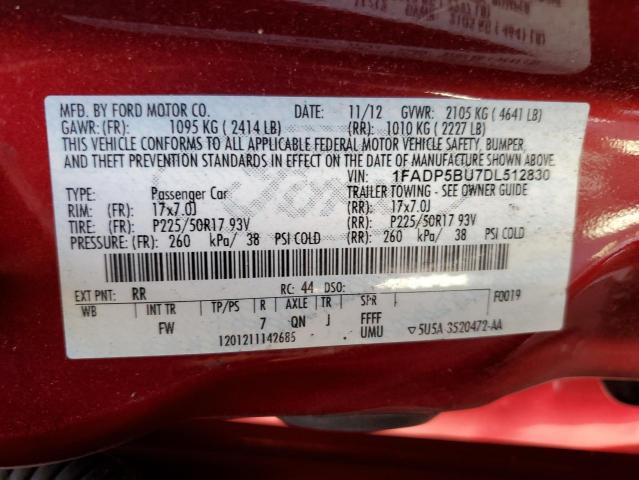 2105 KG (4641 LB)
MFD. BY FORD MOTOR CO. DATE: 11/12 GVWR: 2105 KG (4641 LB)
GAWR: (FR): 1095 KG (2414 LB) (RR): 1010 KG (2227 LB)
THIS VEHICLE CONFORMS TO ALL APPLICABLE FEDERAL MOTOR VEHICLE SAFETY, BUMPER,
AND THEFT PREVENTION STANDARDS IN EFFECT ON THE DATE OF MANUFACTURE SHOWN ABOVE.
VIN: 1FADP5BU7DL512830
TYPE: Passenger Car TRAILER TOWING - SEE OWNER GUIDE
RIM: (FR): 17x7.0J (RR): 17x7.0J
TIRE: (FR): P225/50R17 93V (RR): P225/50R17 93V
PRESSURE: (FR): 260 kPa/ 38 PSI COLD (RR): 260 kPa/ 38 PSI COLD
EXT PNT: RR RC: 44 DSO: F0019
WB INT TR TP/PS R AXLE TR SPR
FW 7 QN J FFFF
1201211142685 UMU ▽5U5A 3520472-AA